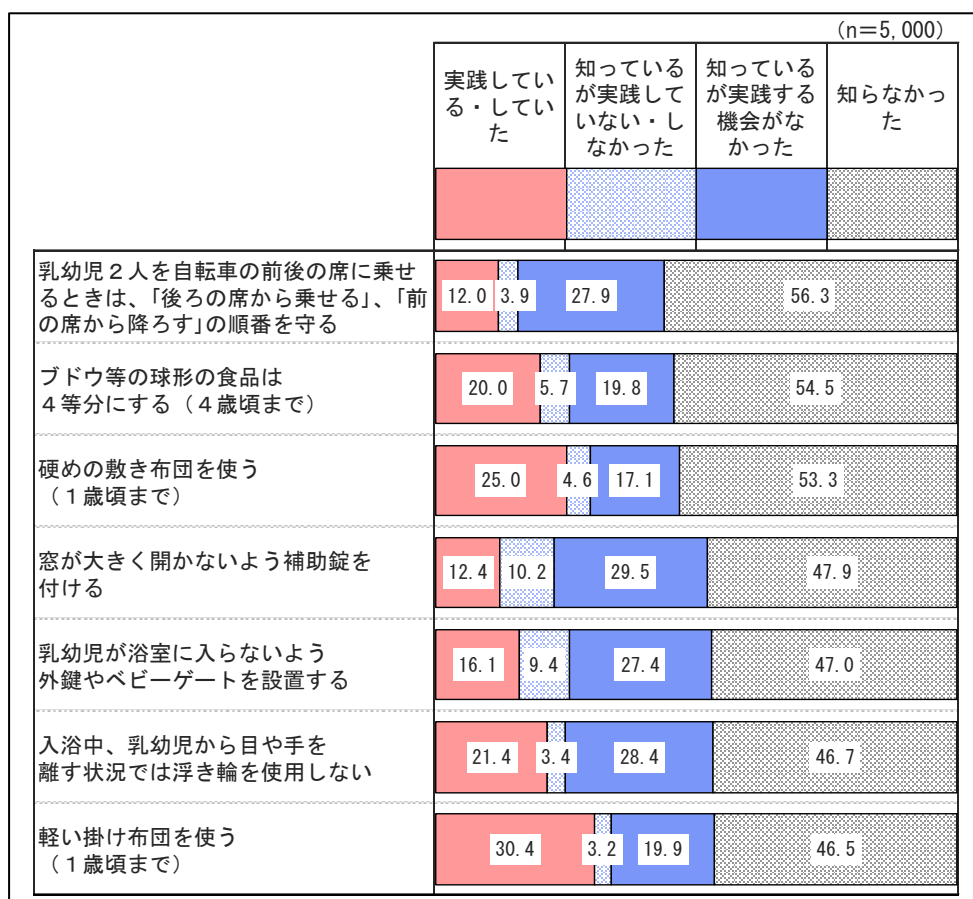 (n＝5,000)
実践してい
る・してい
た
知っている
が実践して
いない・し
なかった
知っている
が実践する
機会がな
かった
知らなかっ
た
乳幼児２人を自転車の前後の席に乗せ
るときは、「後ろの席から乗せる」、「前
の席から降ろす」の順番を守る
12.0 3.9 27.9 56.3
ブドウ等の球形の食品は
４等分にする（４歳頃まで）
20.0 5.7 19.8 54.5
硬めの敷き布団を使う
（１歳頃まで）
25.0 4.6 17.1 53.3
窓が大きく開かないよう補助錠を
付ける
12.4 10.2 29.5 47.9
乳幼児が浴室に入らないよう
外鍵やベビーゲートを設置する
16.1 9.4 27.4 47.0
入浴中、乳幼児から目や手を
離す状況では浮き輪を使用しない
21.4 3.4 28.4 46.7
軽い掛け布団を使う
（１歳頃まで）
30.4 3.2 19.9 46.5